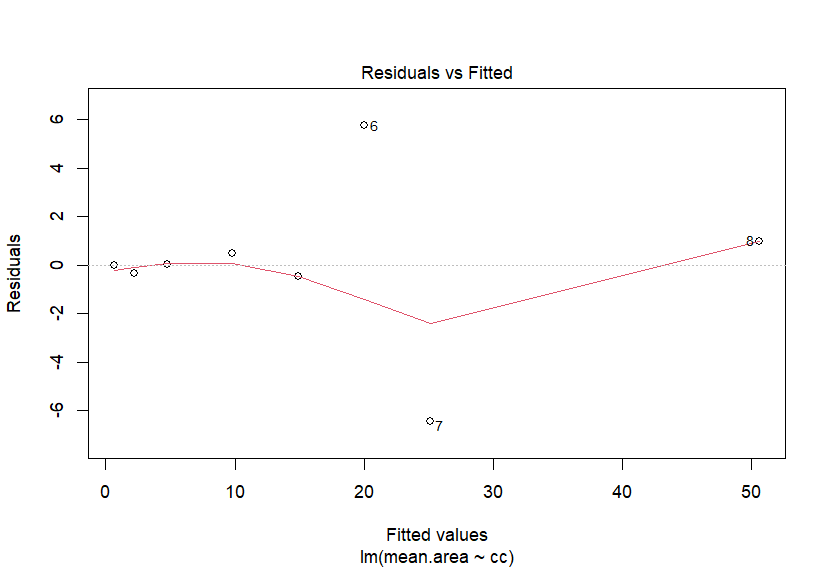 Residuals vs Fitted
Residuals
6
4
2
0
-2
-4
-6
6
8
7
0 10 20 30 40 50
Fitted values
lm(mean.area ~ cc)